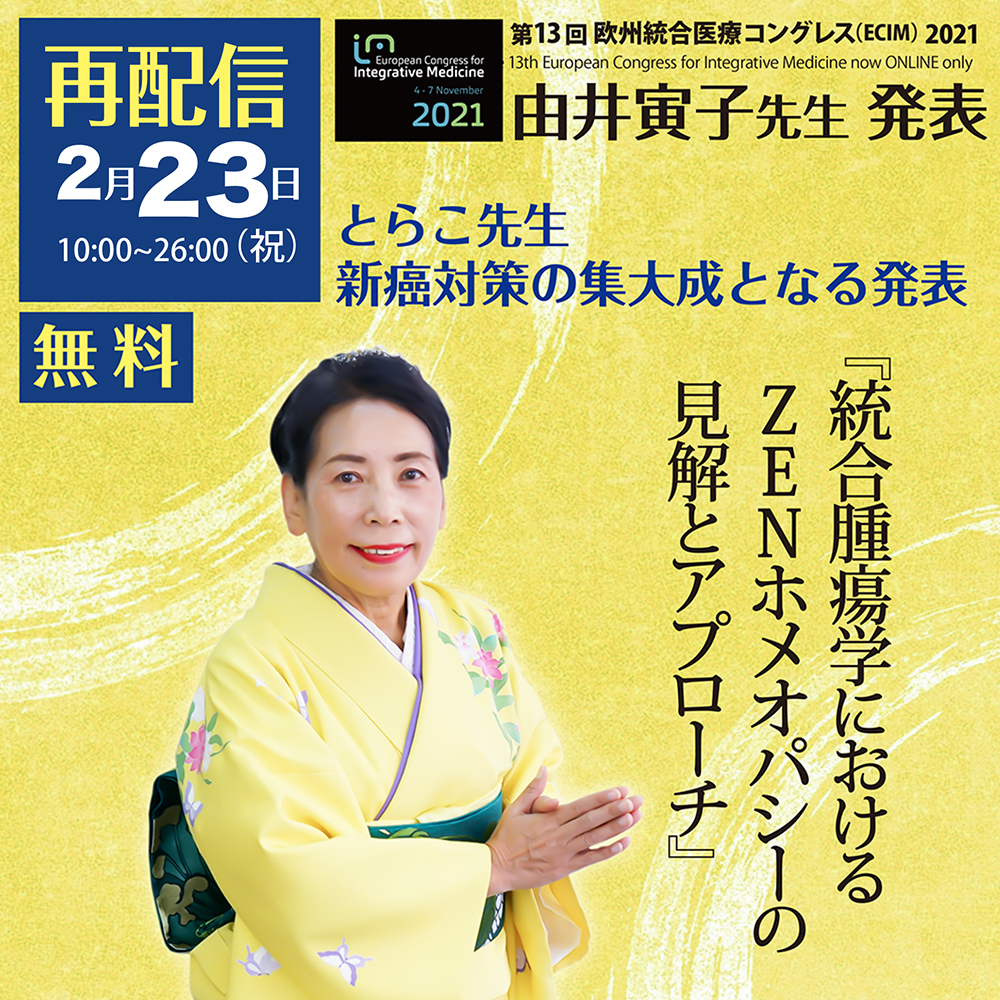 再配信
2月23日
10:00~26:00(祝)
無料
European Congress for
Integrative Medicine
4 - 7 November
2021
第13回 欧州統合医療コングレス(ECIM) 2021
13th European Congress for Integrative Medicine now ONLINE only
由井寅子先生 発表
とらこ先生
新癌対策の集大成となる発表
『統合腫瘍学における
ZENホメオパシーの
見解とアプローチ』